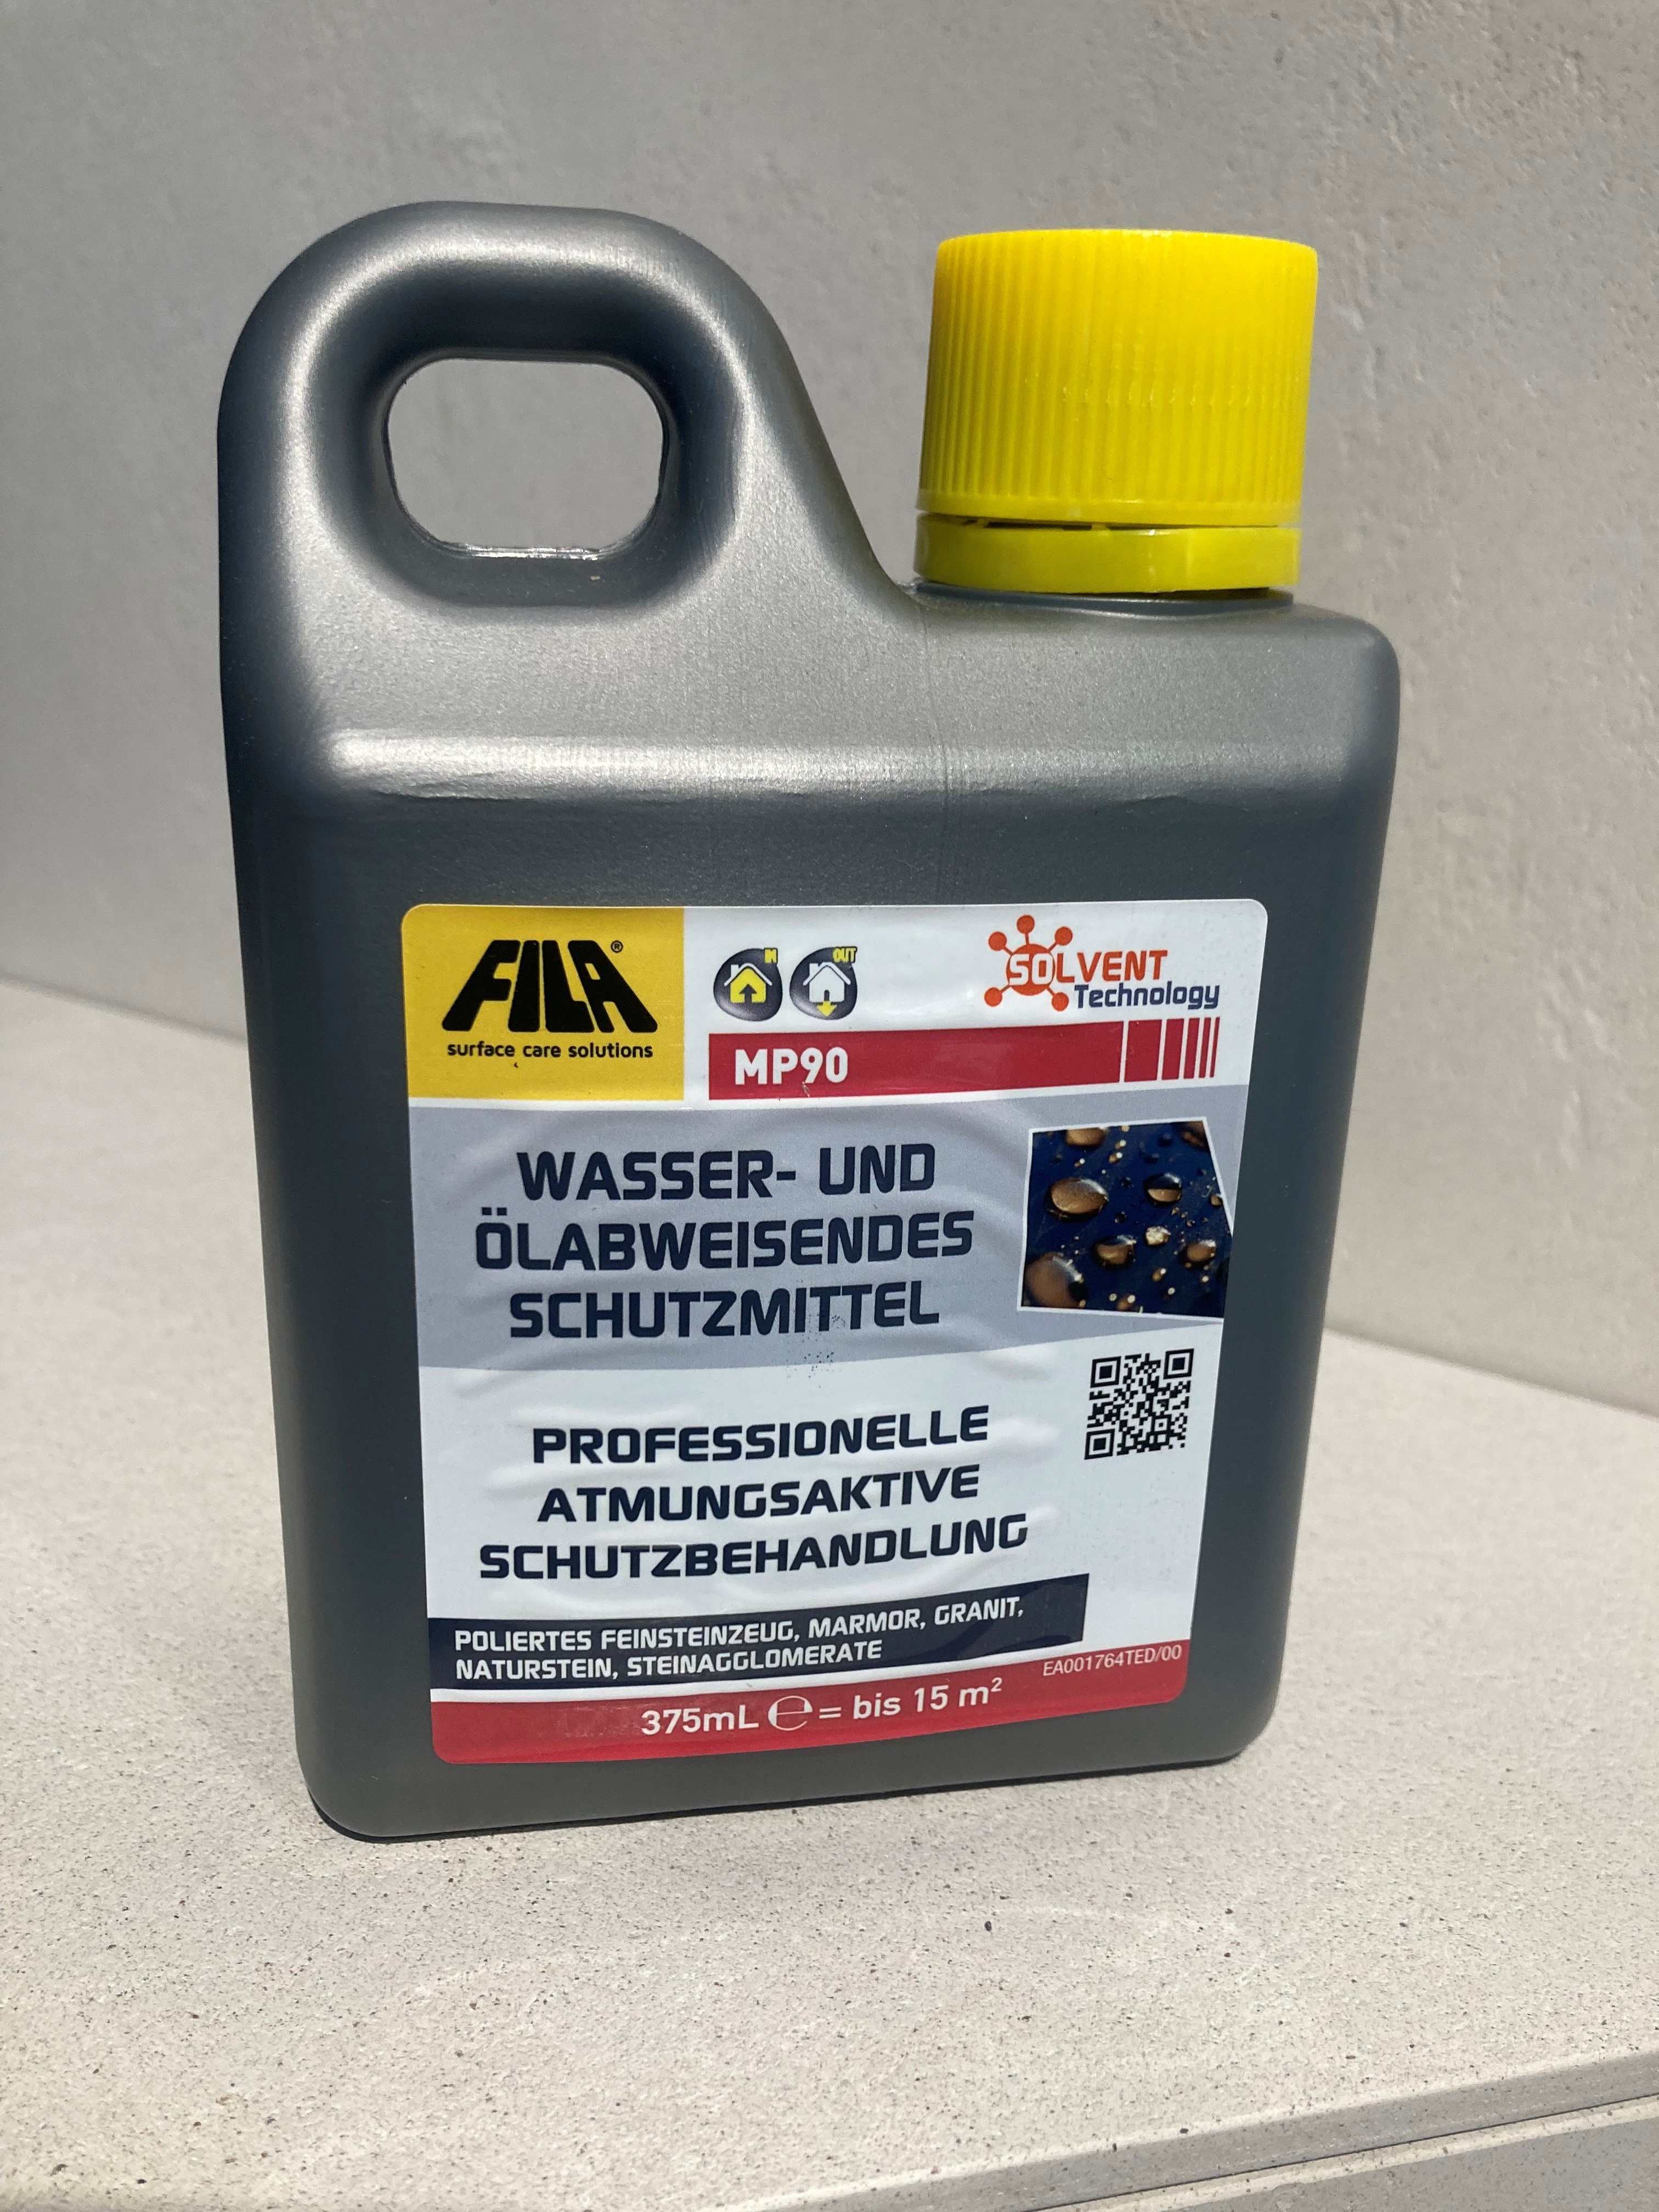 FILA®
surface care solutions
IN
OUT
SOLVENT
Technology
MP90
WASSER- UND
ÖLABWEISENDES
SCHUTZMITTEL
PROFESSIONELLE
ATMUNGSAKTIVE
SCHUTZBEHANDLUNG
POLIERTES FEINSTEINZEUG, MARMOR, GRANIT,
NATURSTEIN, STEINAGGLOMERATE
EA001764TED/00
375mL ℮ = bis 15 m²